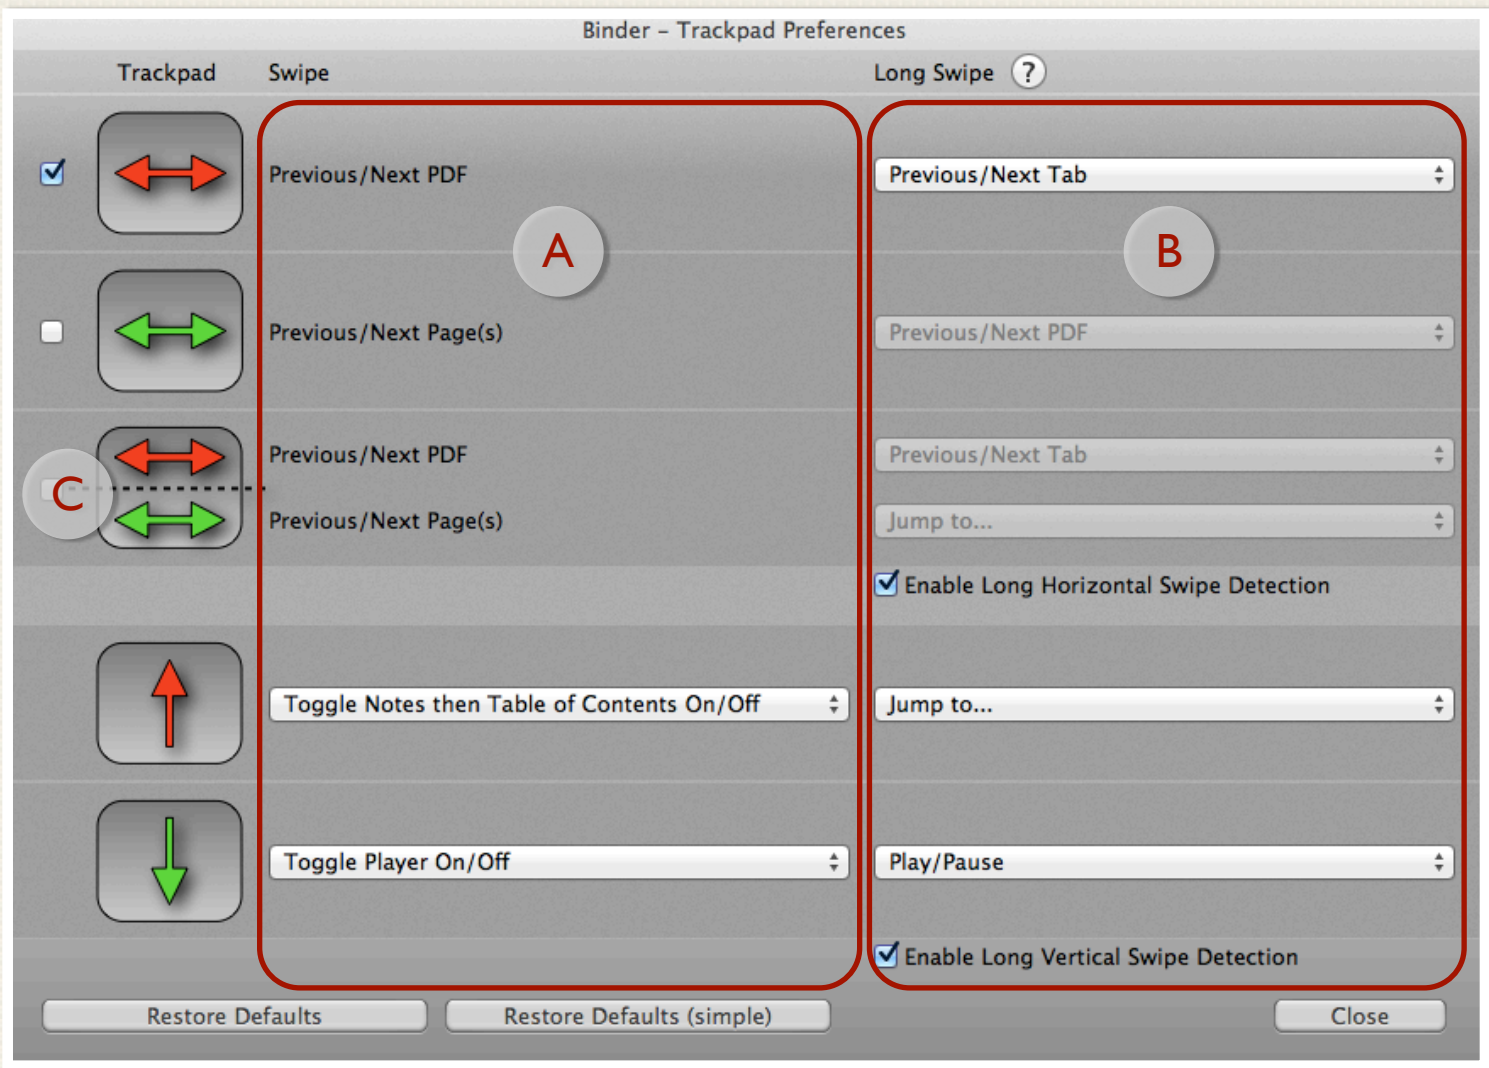 Binder – Trackpad Preferences
Trackpad Swipe Long Swipe ?
Previous/Next PDF Previous/Next Tab
A B
Previous/Next Page(s) Previous/Next PDF
Previous/Next PDF Previous/Next Tab
C
Previous/Next Page(s) Jump to...
Enable Long Horizontal Swipe Detection
Toggle Notes then Table of Contents On/Off Jump to...
Toggle Player On/Off Play/Pause
Enable Long Vertical Swipe Detection
Restore Defaults Restore Defaults (simple) Close